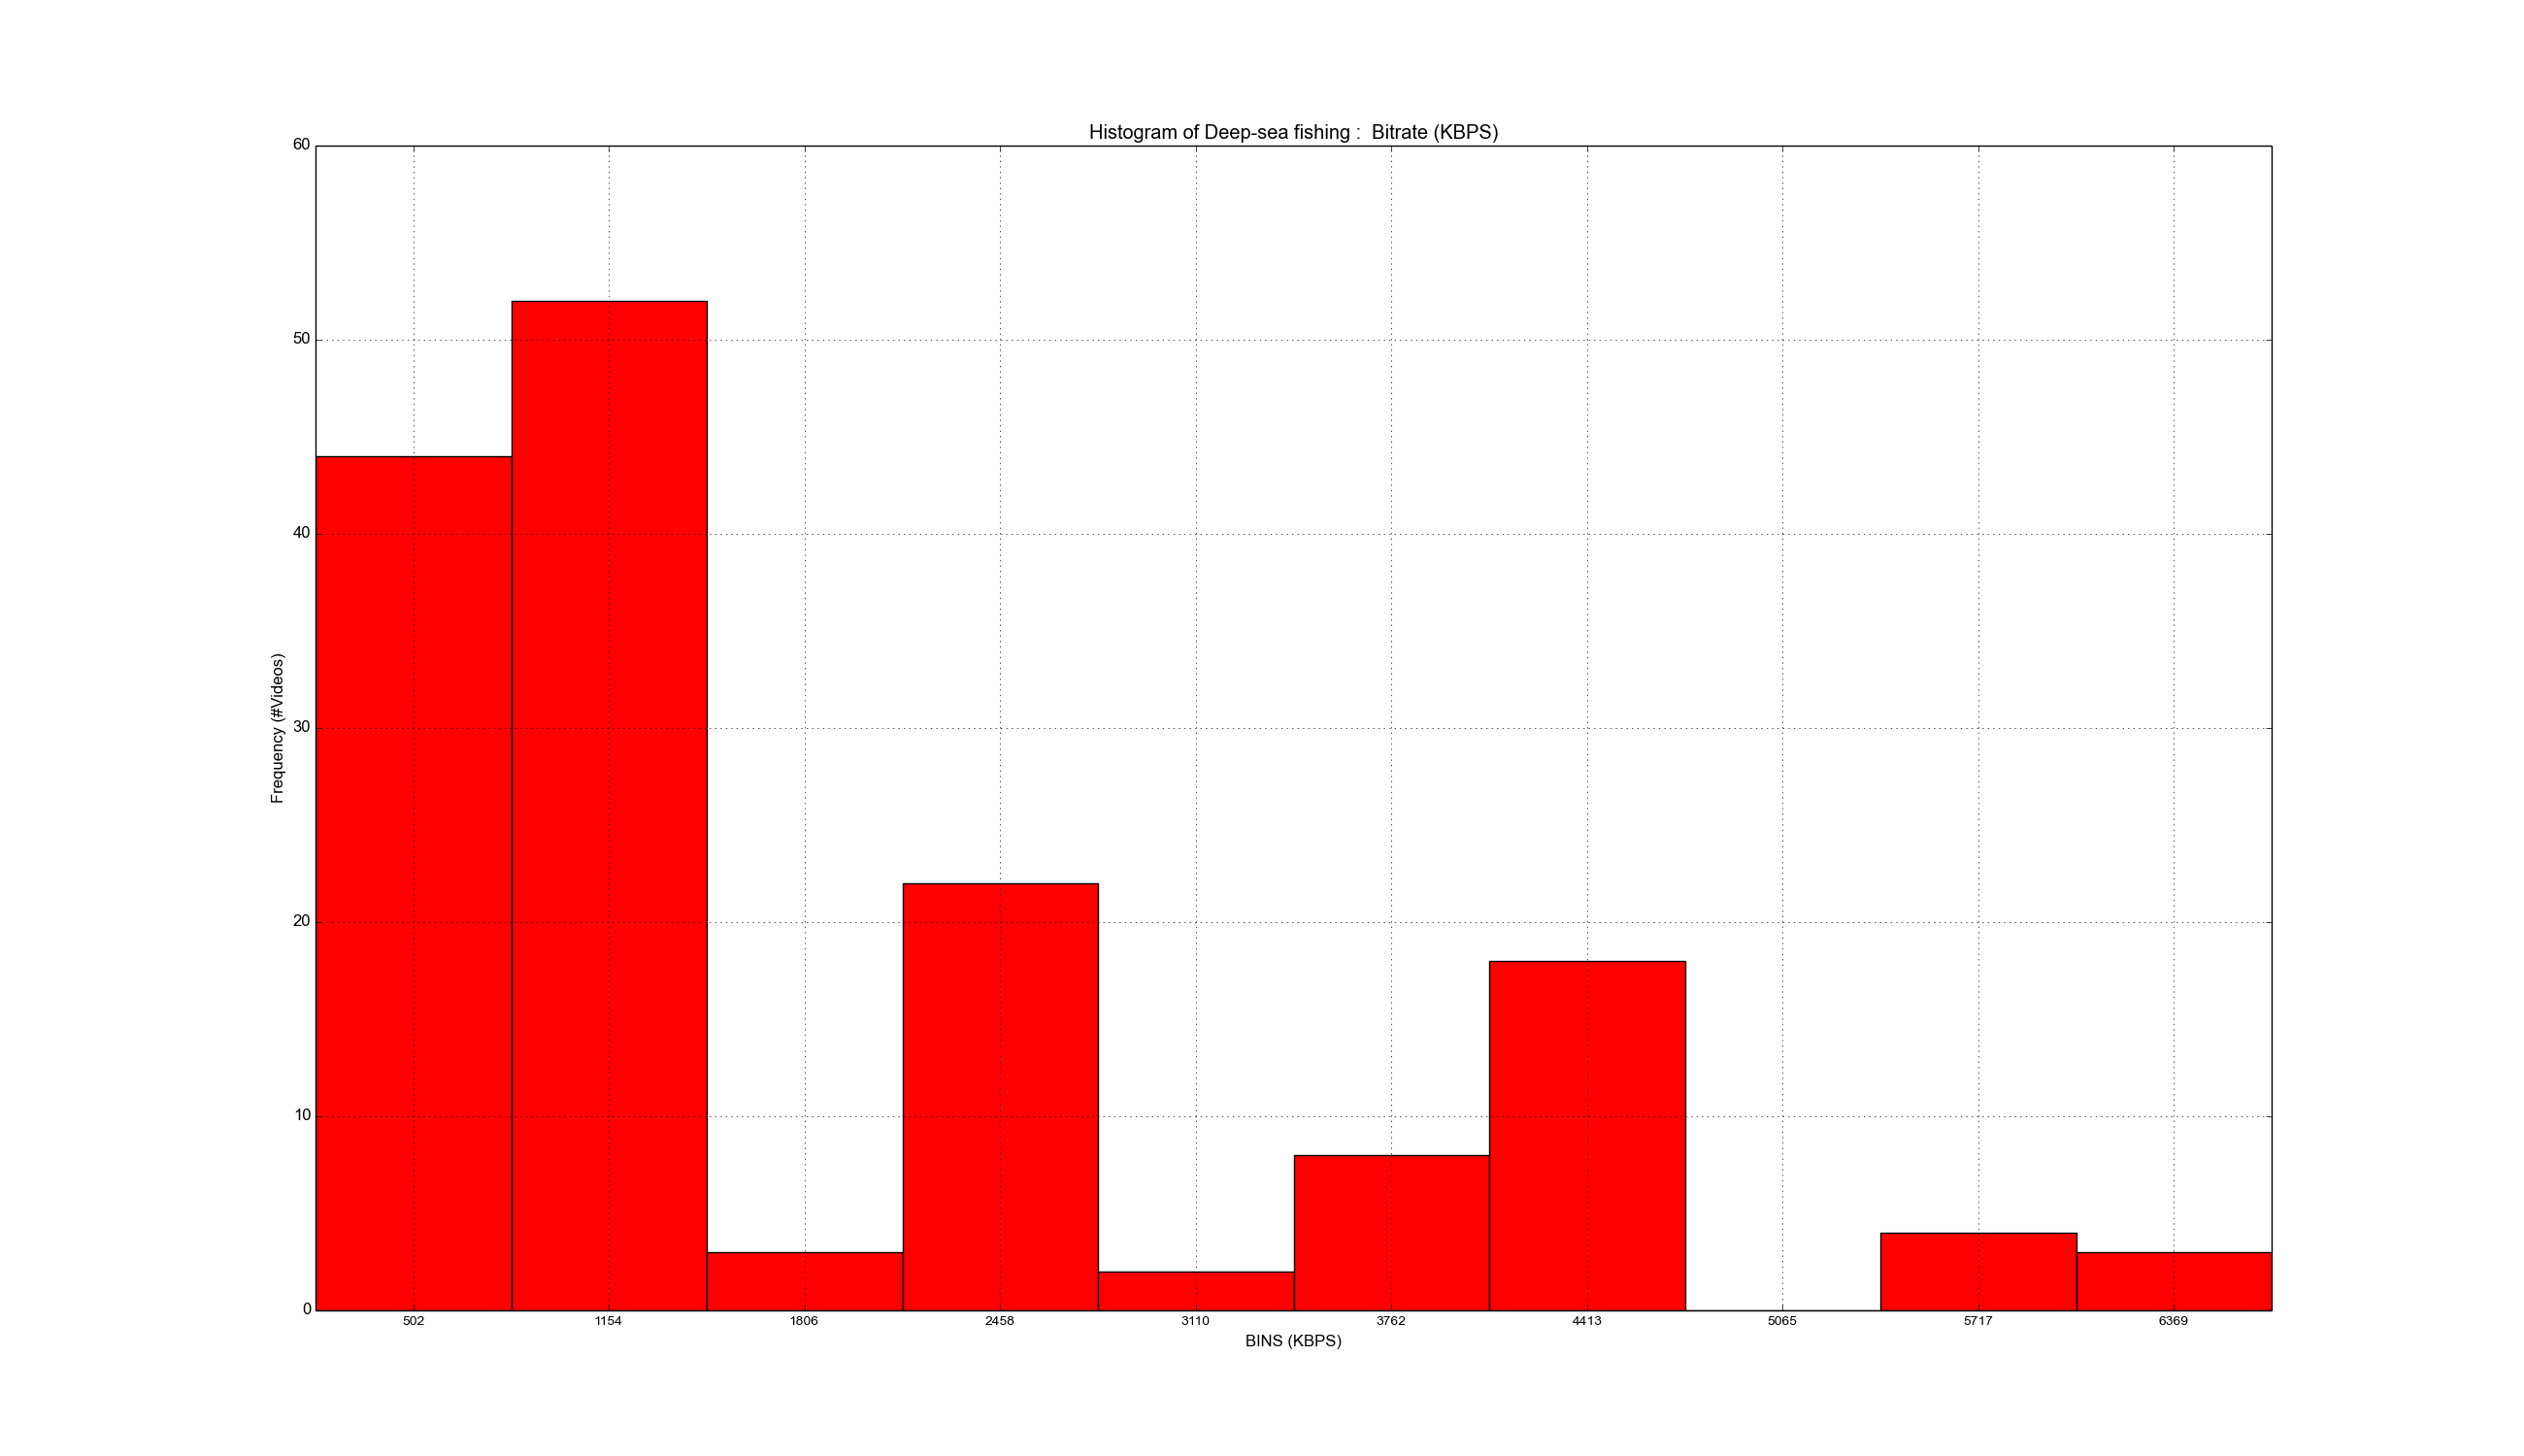 Histogram of Deep-sea fishing :  Bitrate (KBPS)
60
50
40
30
20
10
0
Frequency (#Videos)
502 1154 1806 2458 3110 3762 4413 5065 5717 6369
BINS (KBPS)